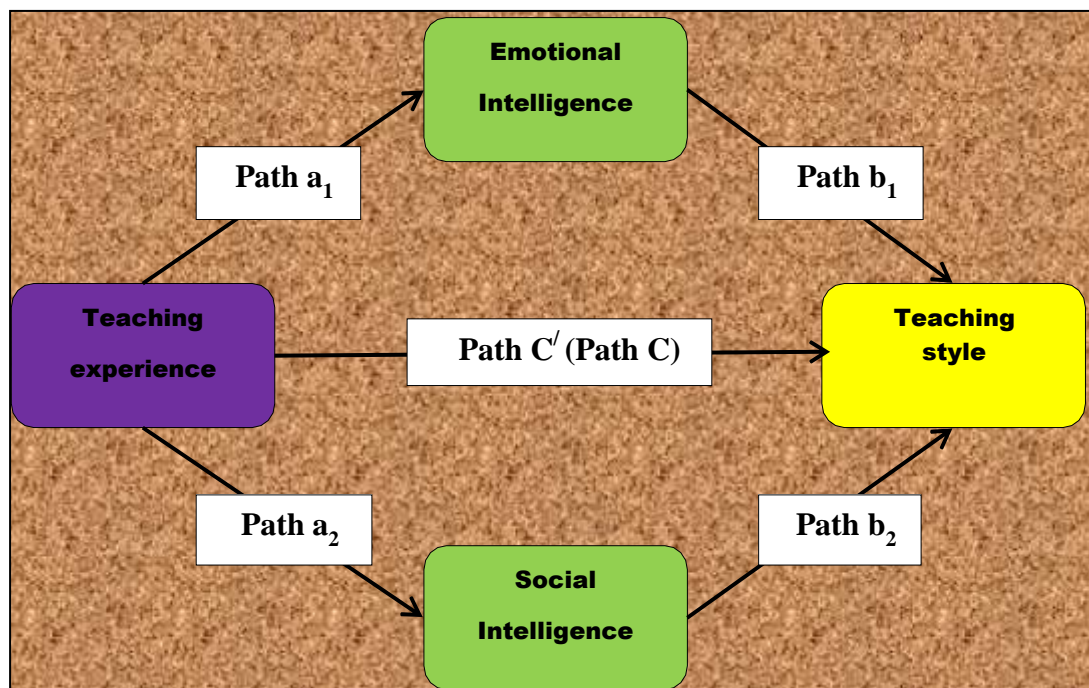 Emotional
Intelligence
Path a₁
Path b₁
Teaching
experience
Path C′ (Path C)
Teaching
style
Path a₂
Path b₂
Social
Intelligence